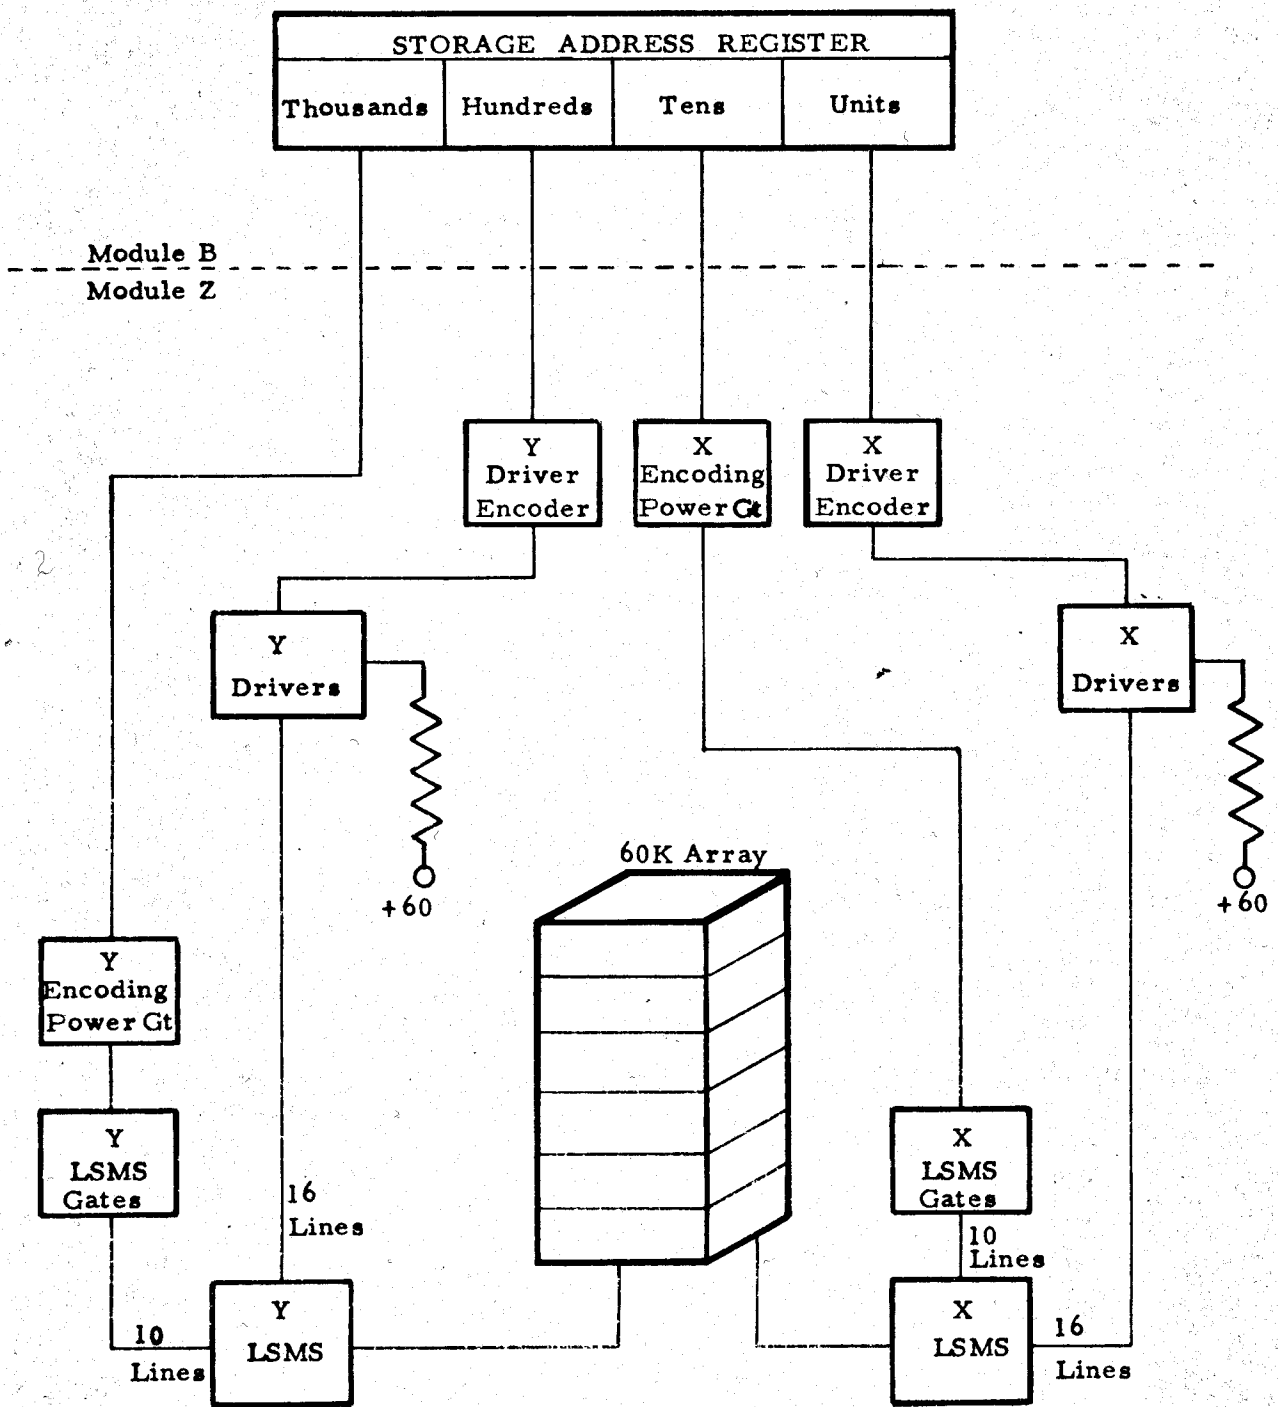 STORAGE ADDRESS REGISTER
Thousands Hundreds Tens Units
Module B
Module Z
Y
Driver
Encoder
X
Encoding
Power Gt
X
Driver
Encoder
2
Y
Drivers
X
Drivers
+60
+60
60K Array
Y
Encoding
Power Gt
Y
LSMS
Gates
16
Lines
X
LSMS
Gates
10
Lines
10
Lines
Y
LSMS
X
LSMS
16
Lines